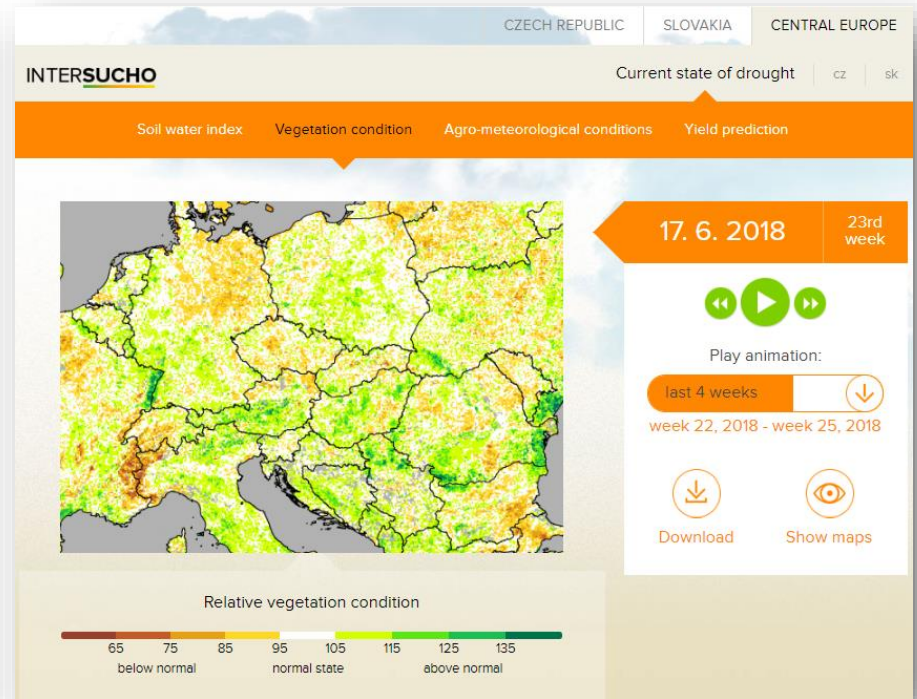 CZECH REPUBLIC SLOVAKIA CENTRAL EUROPE
INTERSUCHO Current state of drought cz sk
Soil water index Vegetation condition Agro-meteorological conditions Yield prediction
17. 6. 2018 23rd week
Play animation:
last 4 weeks
week 22, 2018 - week 25, 2018
Download Show maps
Relative vegetation condition
65 75 85 95 105 115 125 135
below normal normal state above normal